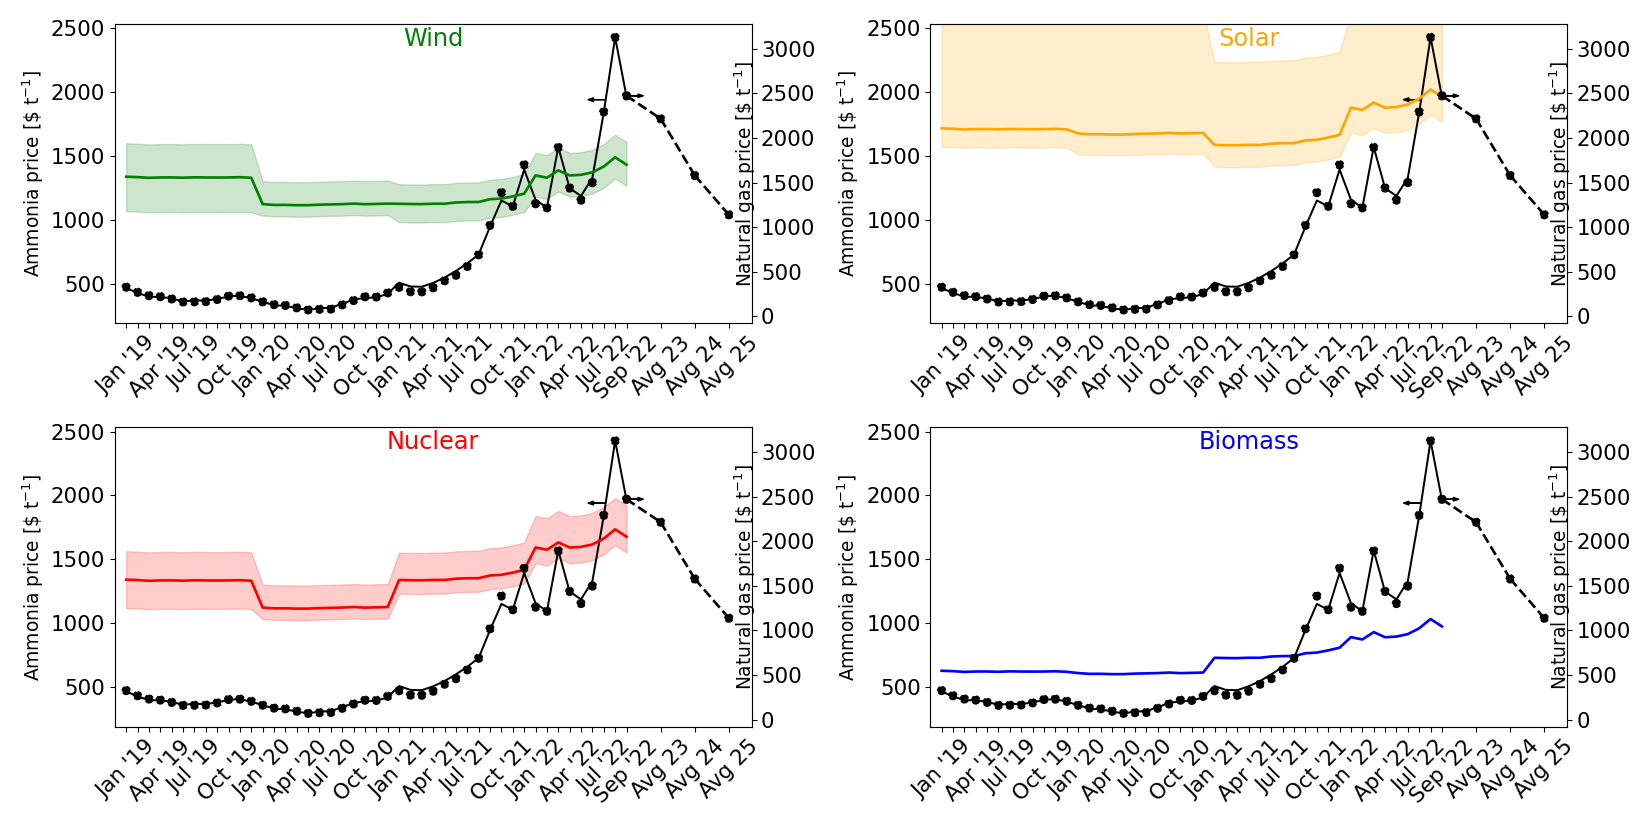 Wind
Ammonia price [$ t⁻¹]
2500
2000
1500
1000
500
Natural gas price [$ t⁻¹]
3000
2500
2000
1500
1000
500
0
Jan '19
Apr '19
Jul '19
Oct '19
Jan '20
Apr '20
Jul '20
Oct '20
Jan '21
Apr '21
Jul '21
Oct '21
Jan '22
Apr '22
Jul '22
Sep '22
Avg 23
Avg 24
Avg 25
Solar
Ammonia price [$ t⁻¹]
2500
2000
1500
1000
500
Natural gas price [$ t⁻¹]
3000
2500
2000
1500
1000
500
0
Jan '19
Apr '19
Jul '19
Oct '19
Jan '20
Apr '20
Jul '20
Oct '20
Jan '21
Apr '21
Jul '21
Oct '21
Jan '22
Apr '22
Jul '22
Sep '22
Avg 23
Avg 24
Avg 25
Nuclear
Ammonia price [$ t⁻¹]
2500
2000
1500
1000
500
Natural gas price [$ t⁻¹]
3000
2500
2000
1500
1000
500
0
Jan '19
Apr '19
Jul '19
Oct '19
Jan '20
Apr '20
Jul '20
Oct '20
Jan '21
Apr '21
Jul '21
Oct '21
Jan '22
Apr '22
Jul '22
Sep '22
Avg 23
Avg 24
Avg 25
Biomass
Ammonia price [$ t⁻¹]
2500
2000
1500
1000
500
Natural gas price [$ t⁻¹]
3000
2500
2000
1500
1000
500
0
Jan '19
Apr '19
Jul '19
Oct '19
Jan '20
Apr '20
Jul '20
Oct '20
Jan '21
Apr '21
Jul '21
Oct '21
Jan '22
Apr '22
Jul '22
Sep '22
Avg 23
Avg 24
Avg 25